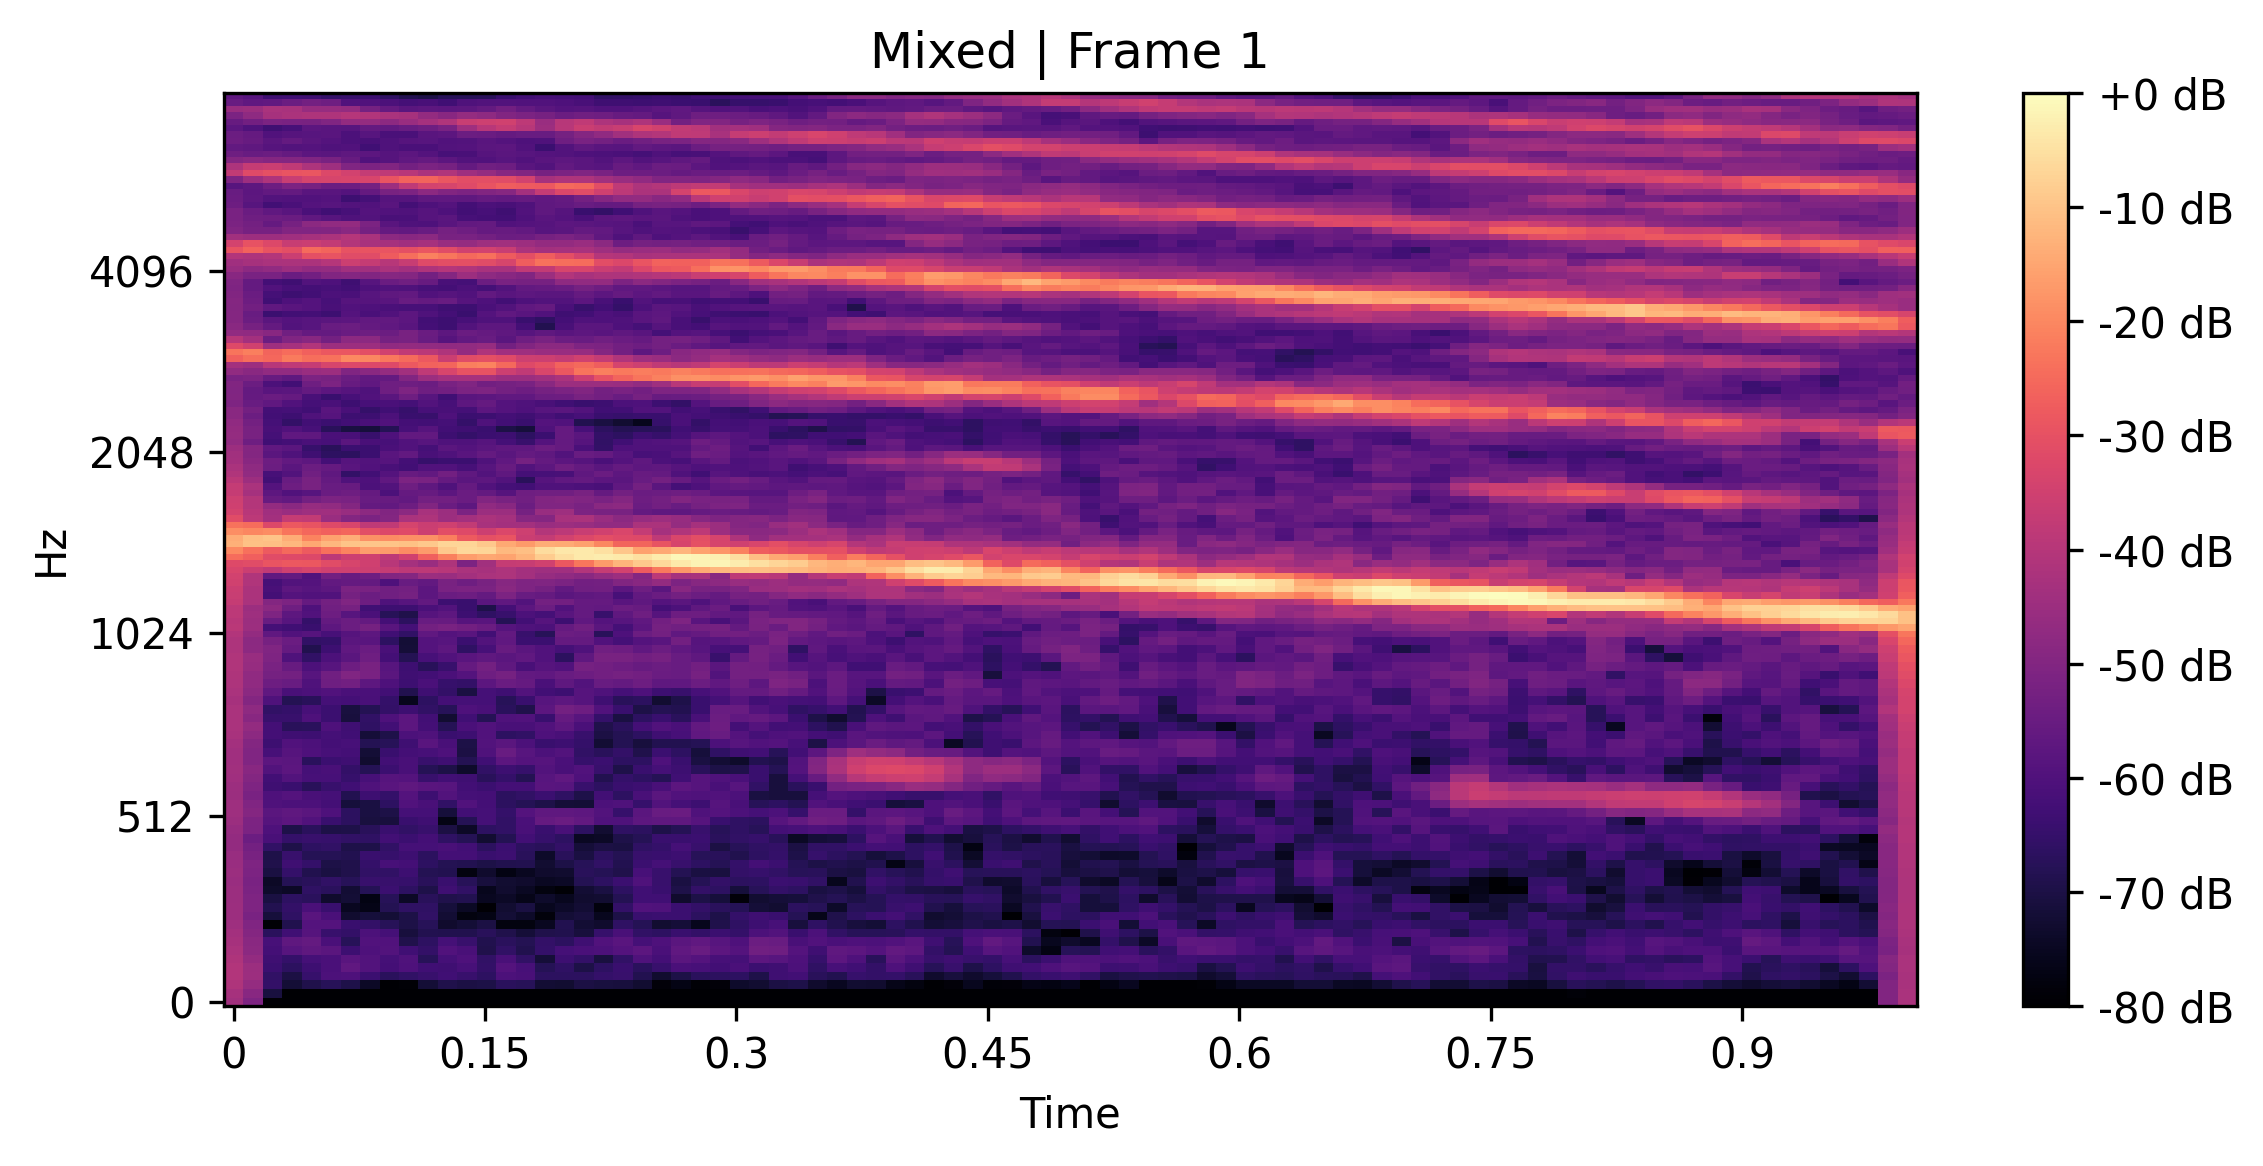 Mixed | Frame 1
Hz
4096
2048
1024
512
0
0
0.15
0.3
0.45
0.6
0.75
0.9
Time
+0 dB
-10 dB
-20 dB
-30 dB
-40 dB
-50 dB
-60 dB
-70 dB
-80 dB